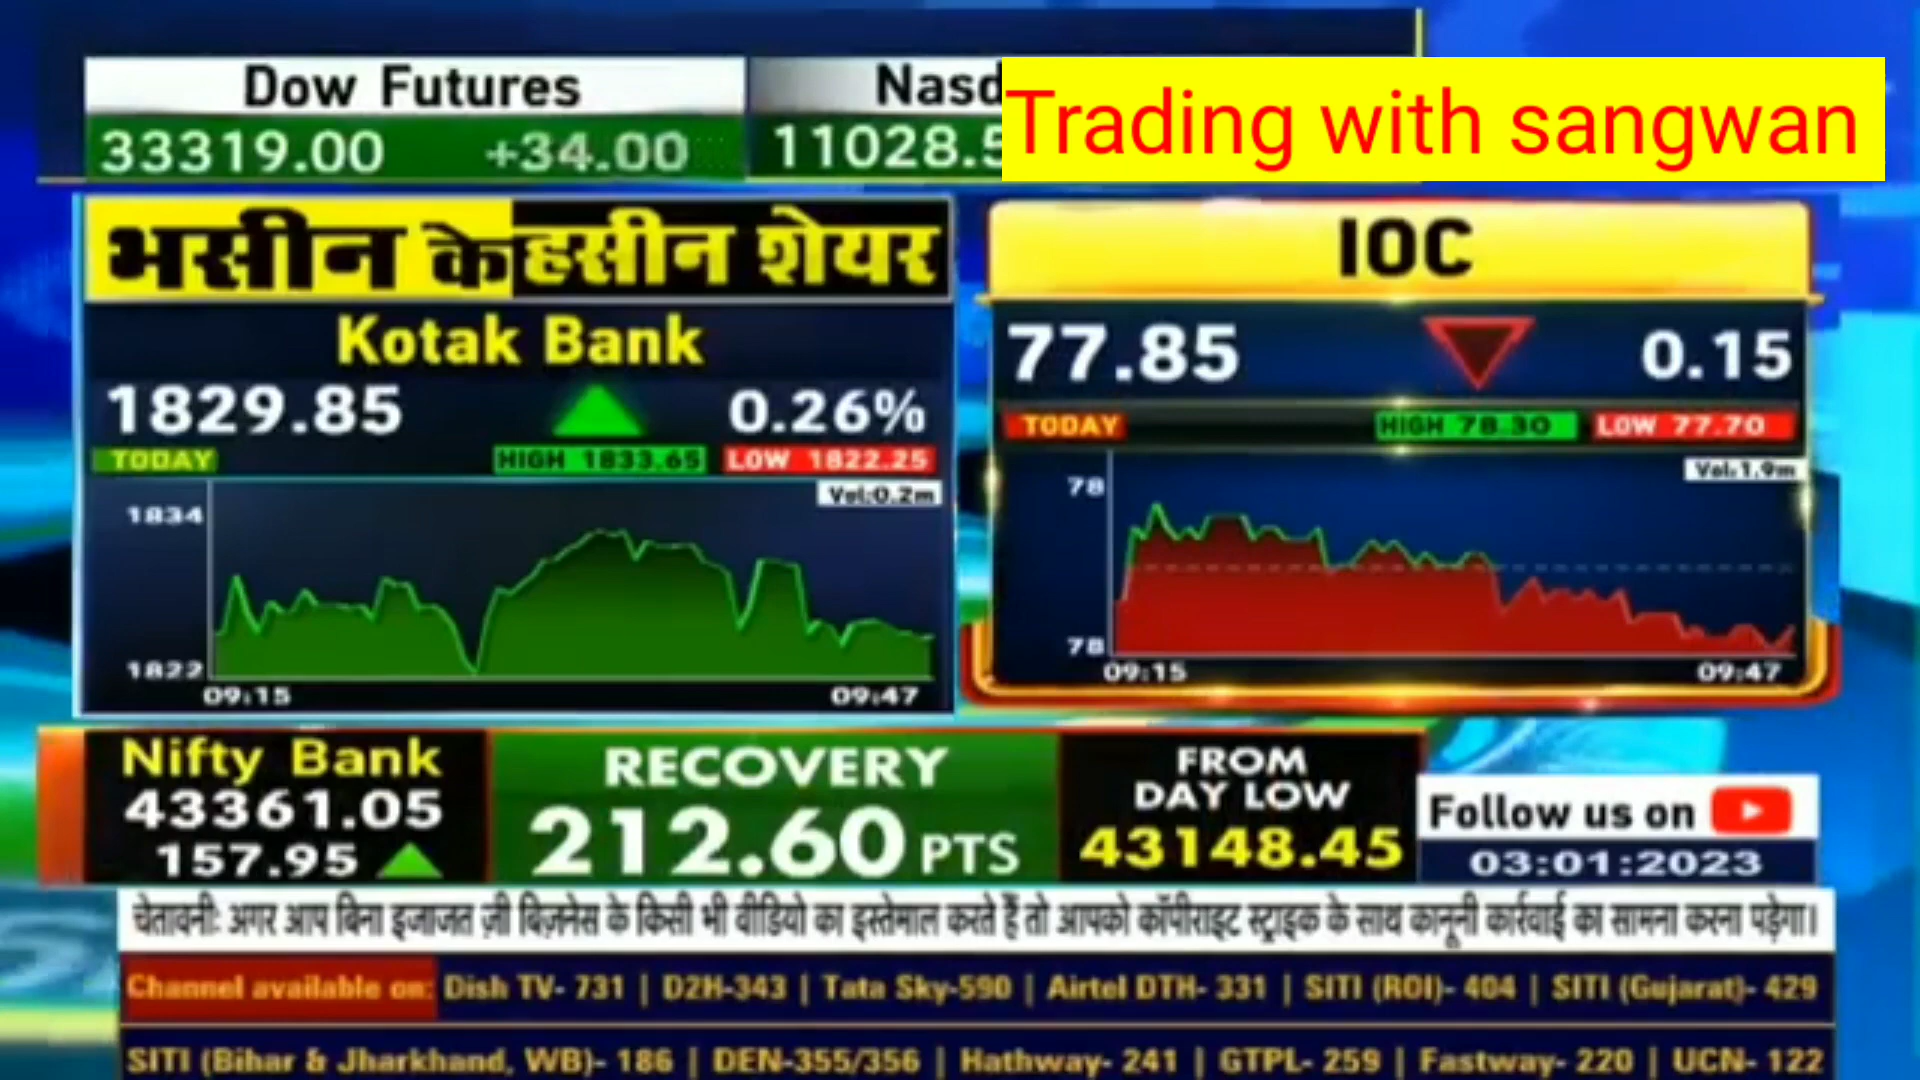 Dow Futures
33319.00 +34.00
11028.5
Trading with sangwan
भसीन के हसीन शेयर
Kotak Bank
1829.85 0.26%
TODAY HIGH 1833.65 LOW 1822.25
Vol:0.2m
1834
1822
09:15 09:47
IOC
77.85 0.15
TODAY HIGH 78.30 LOW 77.70
Vol:1.9m
78
78
09:15 09:47
Nifty Bank
43361.05
157.95
RECOVERY
212.60 PTS
FROM
DAY LOW
43148.45
Follow us on
03:01:2023
चेतावनी: अगर आप बिना इजाजत ज़ी बिज़नेस के किसी भी वीडियो का इस्तेमाल करते हैं तो आपको कॉपीराइट स्ट्राइक के साथ कानूनी कार्रवाई का सामना करना पड़ेगा।
Channel available on: Dish TV- 731 | D2H-343 | Tata Sky-590 | Airtel DTH- 331 | SITI (ROI)- 404 | SITI (Gujarat)- 429
SITI (Bihar & Jharkhand, WB)- 186 | DEN-355/356 | Hathway- 241 | GTPL- 259 | Fastway- 220 | UCN- 122